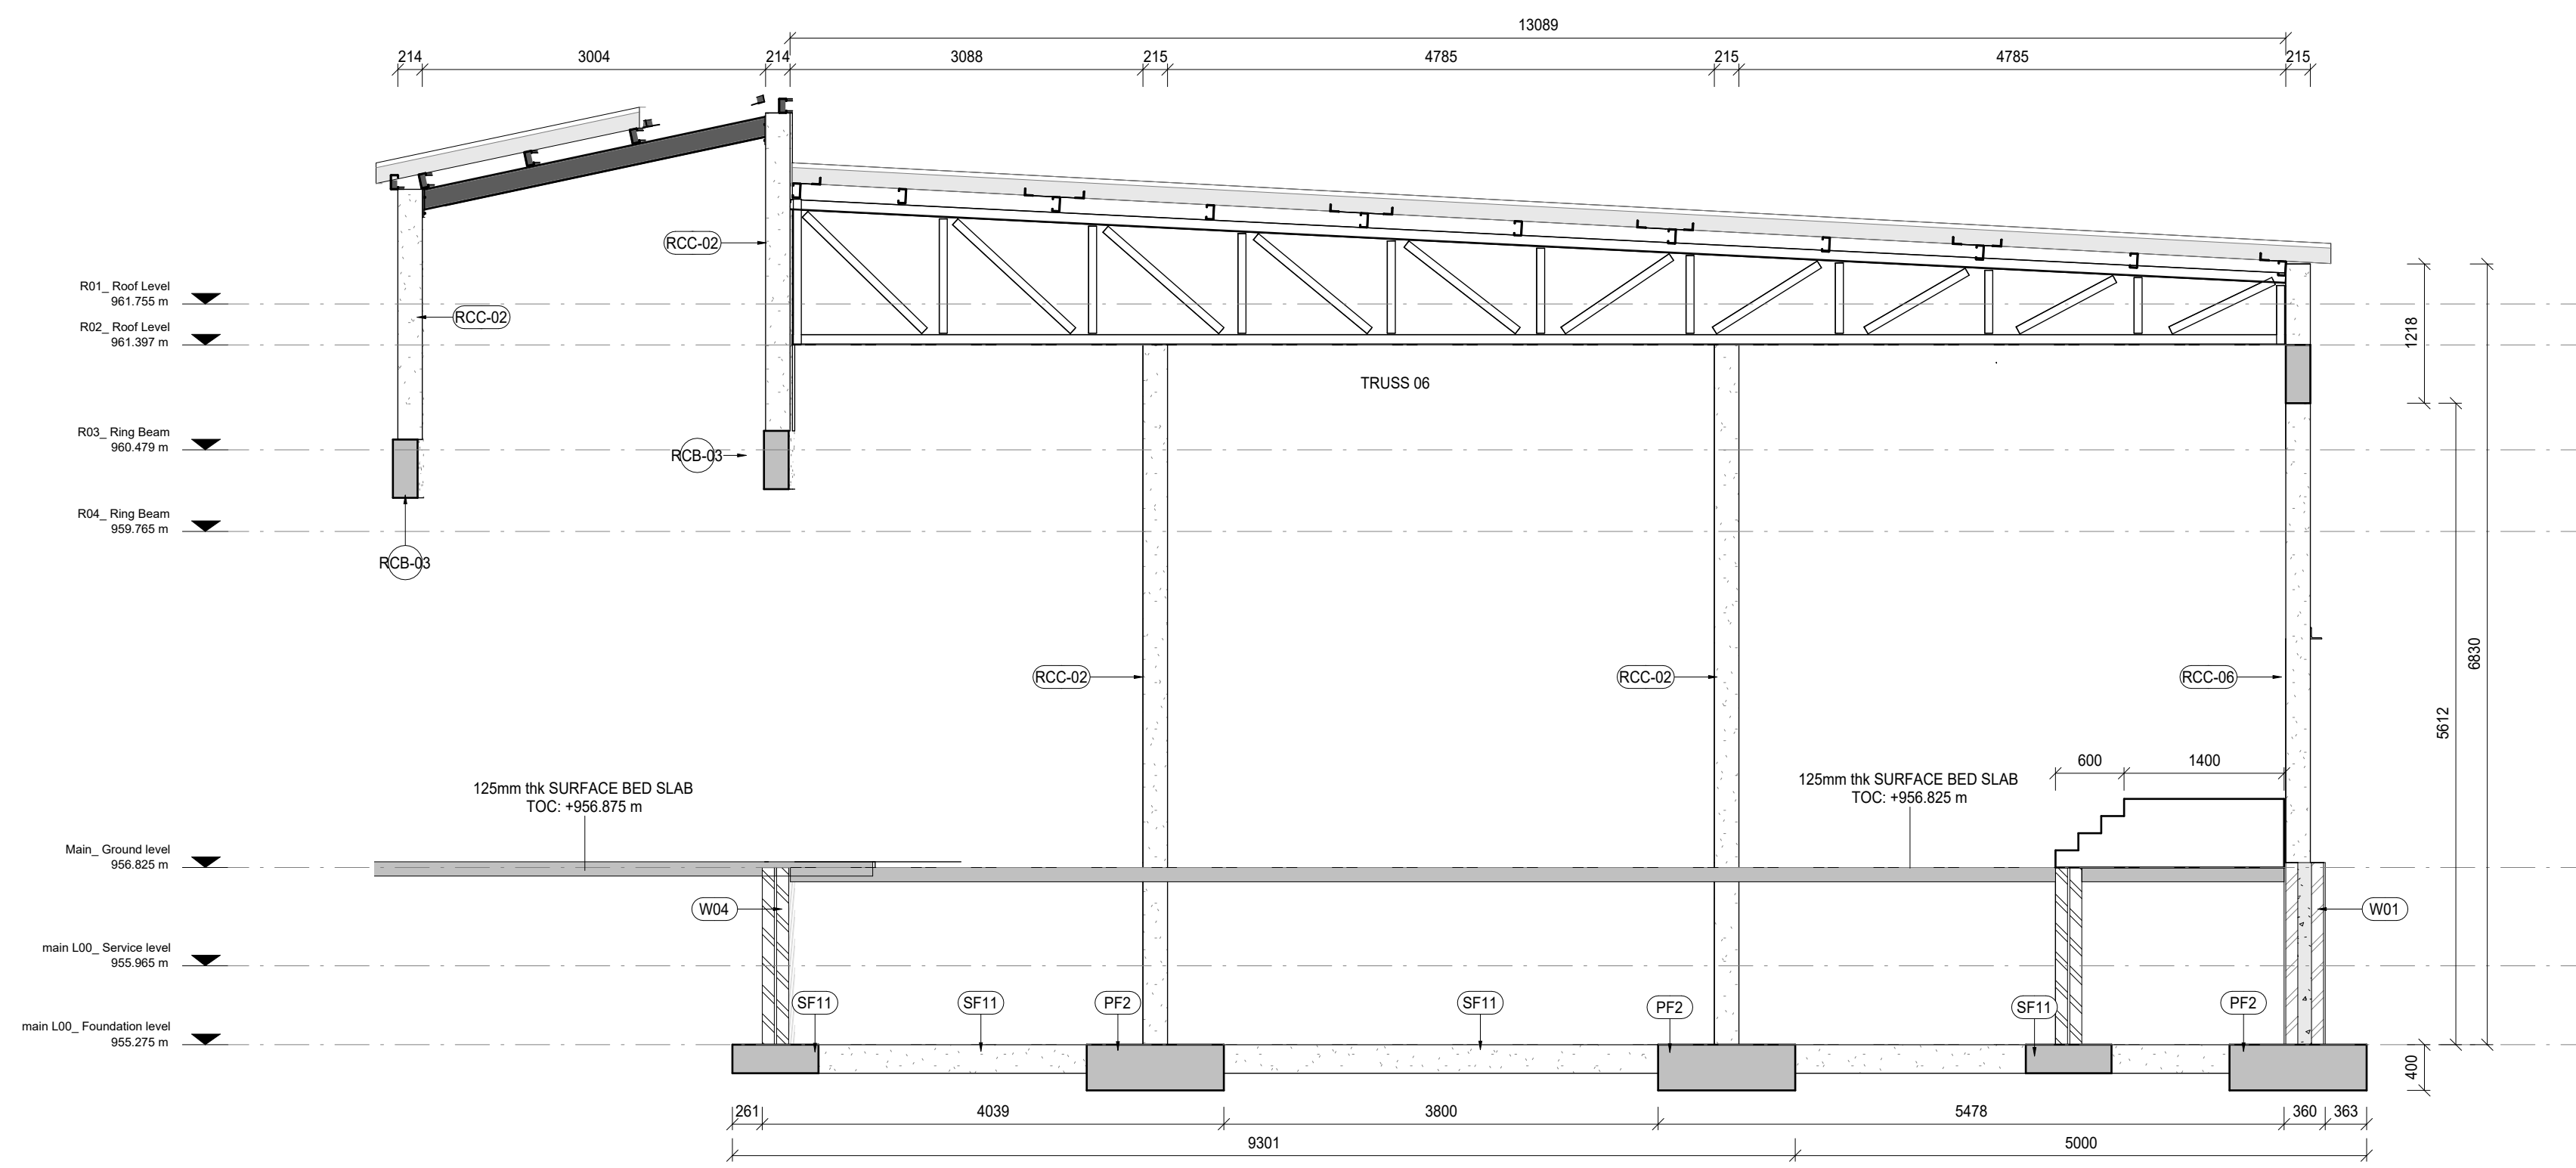 13089
214
3004
214
3088
215
4785
215
4785
215
RCC-02
R01_ Roof Level
961.755 m
RCC-02
R02_ Roof Level
961.397 m
1218
TRUSS 06
R03_ Ring Beam
960.479 m
RCB-03
R04_ Ring Beam
959.765 m
RCB-03
6830
RCC-02
RCC-02
RCC-06
5612
600
1400
125mm thk SURFACE BED SLAB
TOC: +956.875 m
125mm thk SURFACE BED SLAB
TOC: +956.825 m
Main_ Ground level
956.825 m
W04
W01
main L00_ Service level
955.965 m
SF11
SF11
PF2
SF11
PF2
SF11
PF2
main L00_ Foundation level
955.275 m
400
261
4039
3800
5478
360
363
9301
5000